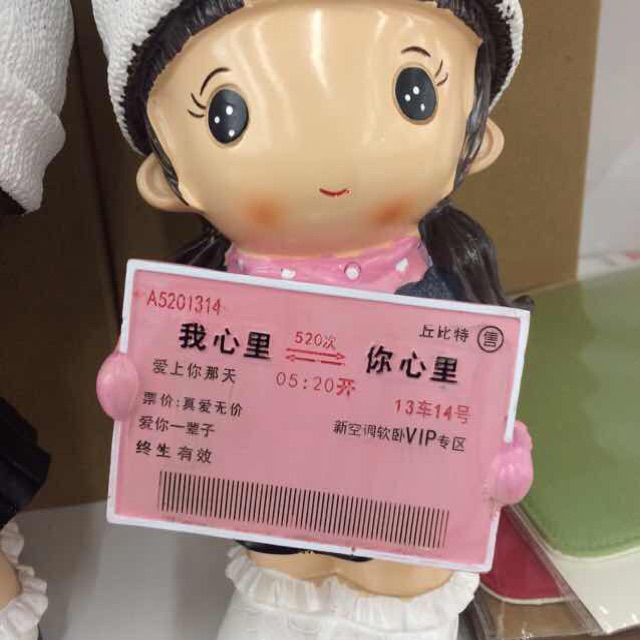 A5201314
丘比特 售
我心里 520次 你心里
爱上你那天 05:20开
13车14号
票价:真爱无价
新空调软卧VIP专区
爱你一辈子
终生有效